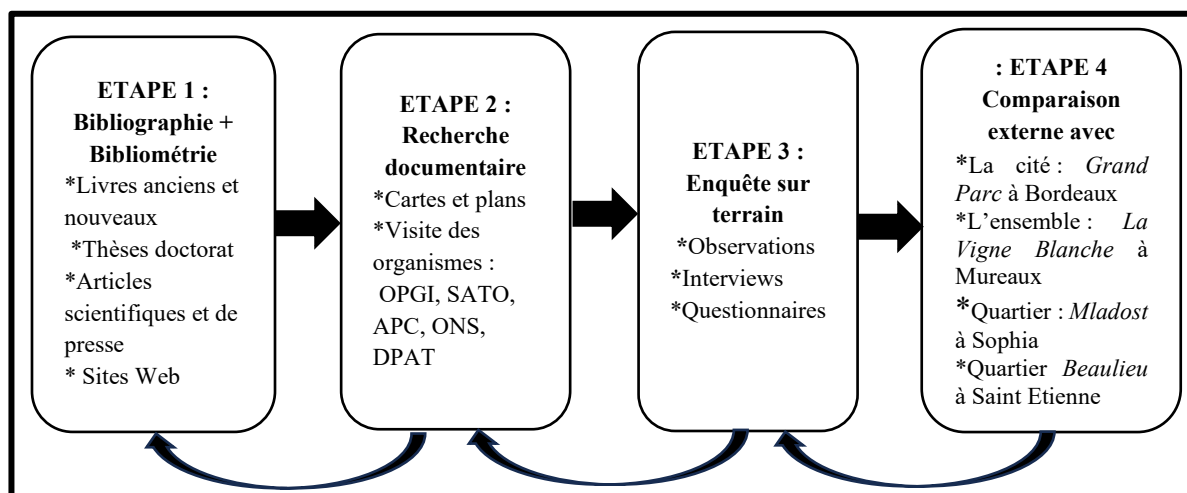 ETAPE 1 :
Bibliographie +
Bibliométrie
*Livres anciens et
nouveaux
*Thèses doctorat
*Articles
scientifiques et de
presse
* Sites Web
ETAPE 2 :
Recherche
documentaire
*Cartes et plans
*Visite des
organismes :
OPGI, SATO,
APC, ONS,
DPAT
ETAPE 3 :
Enquête sur
terrain
*Observations
*Interviews
*Questionnaires
: ETAPE 4
Comparaison
externe avec
*La cité : Grand
Parc à Bordeaux
*L’ensemble : La
Vigne Blanche à
Mureaux
*Quartier : Mladost
à Sophia
*Quartier Beaulieu
à Saint Etienne